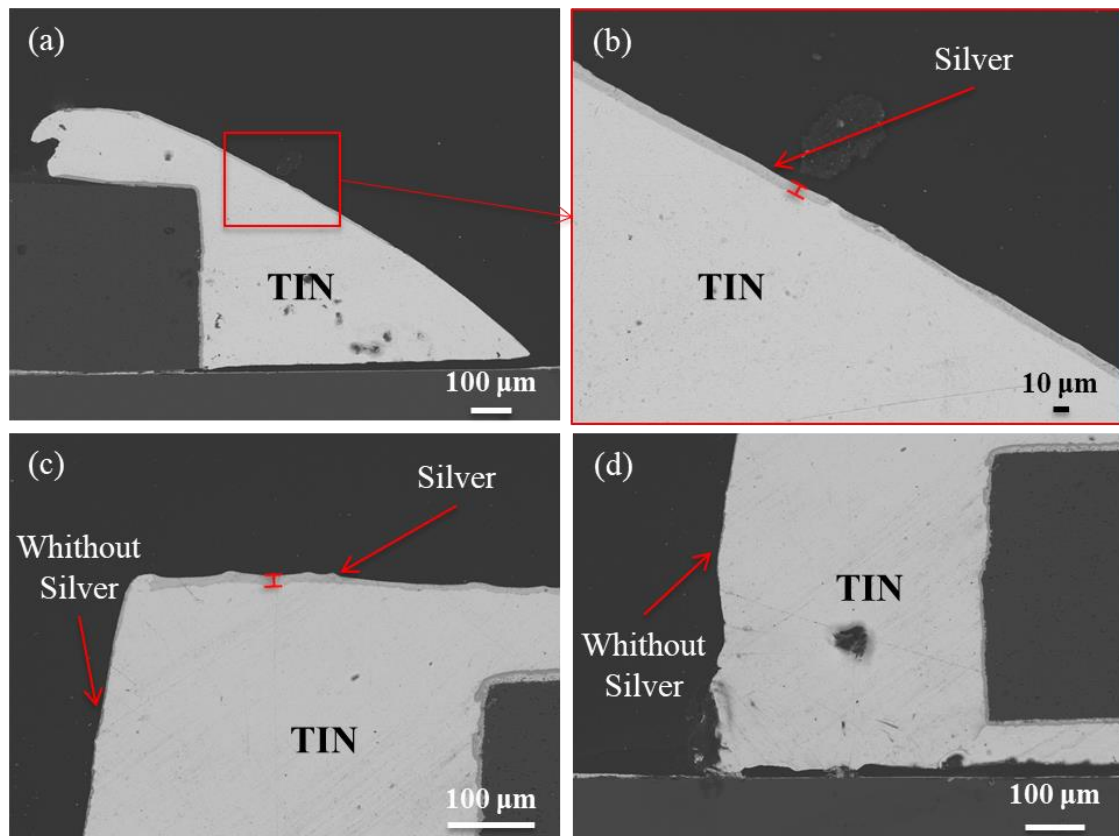 (a)
TIN
100 µm
(b)
Silver
TIN
10 µm
(c)
Silver
Whithout
Silver
TIN
100 µm
(d)
TIN
Whithout
Silver
100 µm